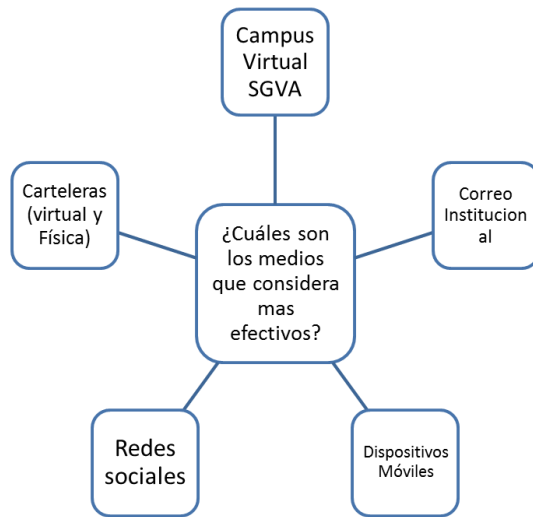 Campus
Virtual
SGVA
Carteleras
(virtual y
Física)
Correo
Institucion
al
¿Cuáles son
los medios
que considera
mas
efectivos?
Redes
sociales
Dispositivos
Móviles